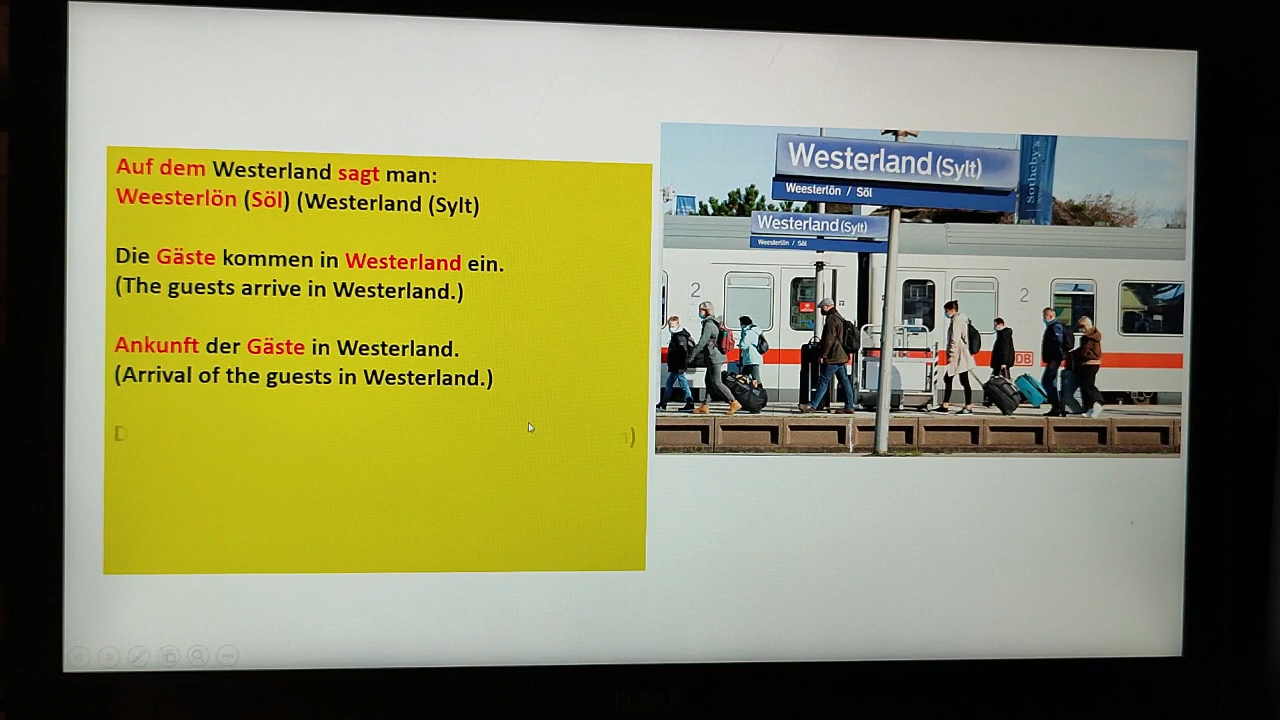 Auf dem Westerland sagt man:
Weesterlön (Söl) (Westerland (Sylt)
Die Gäste kommen in Westerland ein.
(The guests arrive in Westerland.)
Ankunft der Gäste in Westerland.
(Arrival of the guests in Westerland.)
D )
Westerland (Sylt)
Weesterlön / Söl
Westerland (Sylt)
Weesterlön / Söl
Sotheby's
2
2
DB